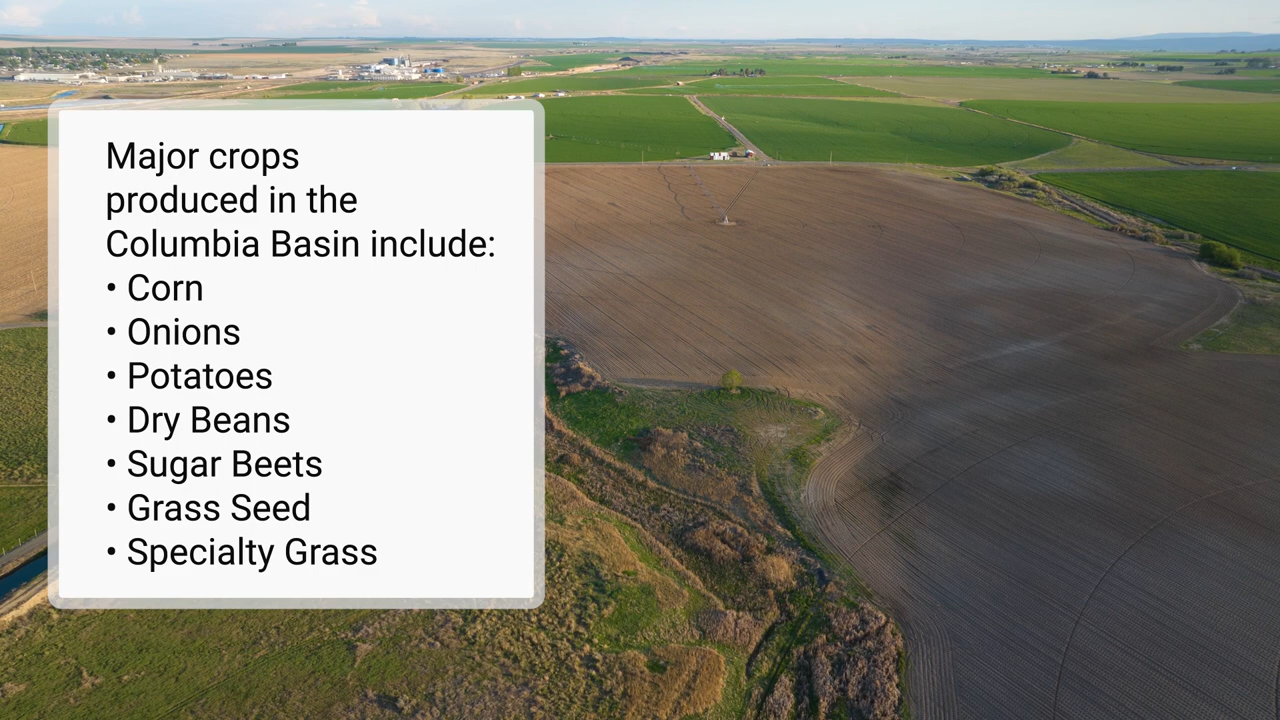 Major crops
produced in the
Columbia Basin include:
• Corn
• Onions
• Potatoes
• Dry Beans
• Sugar Beets
• Grass Seed
• Specialty Grass